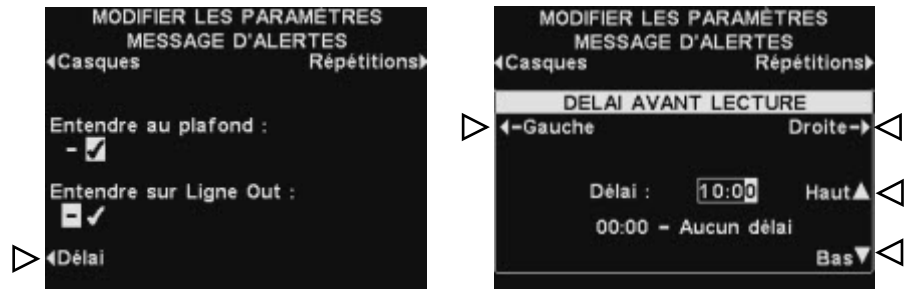 MODIFIER LES PARAMÈTRES
MESSAGE D'ALERTES
Casques Répétitions
Entendre au plafond :
- ✓
Entendre sur Ligne Out :
- ✓
Délai
MODIFIER LES PARAMÈTRES
MESSAGE D'ALERTES
Casques Répétitions
DELAI AVANT LECTURE
-Gauche Droite-
Délai : 10:00 Haut
00:00 - Aucun délai
Bas